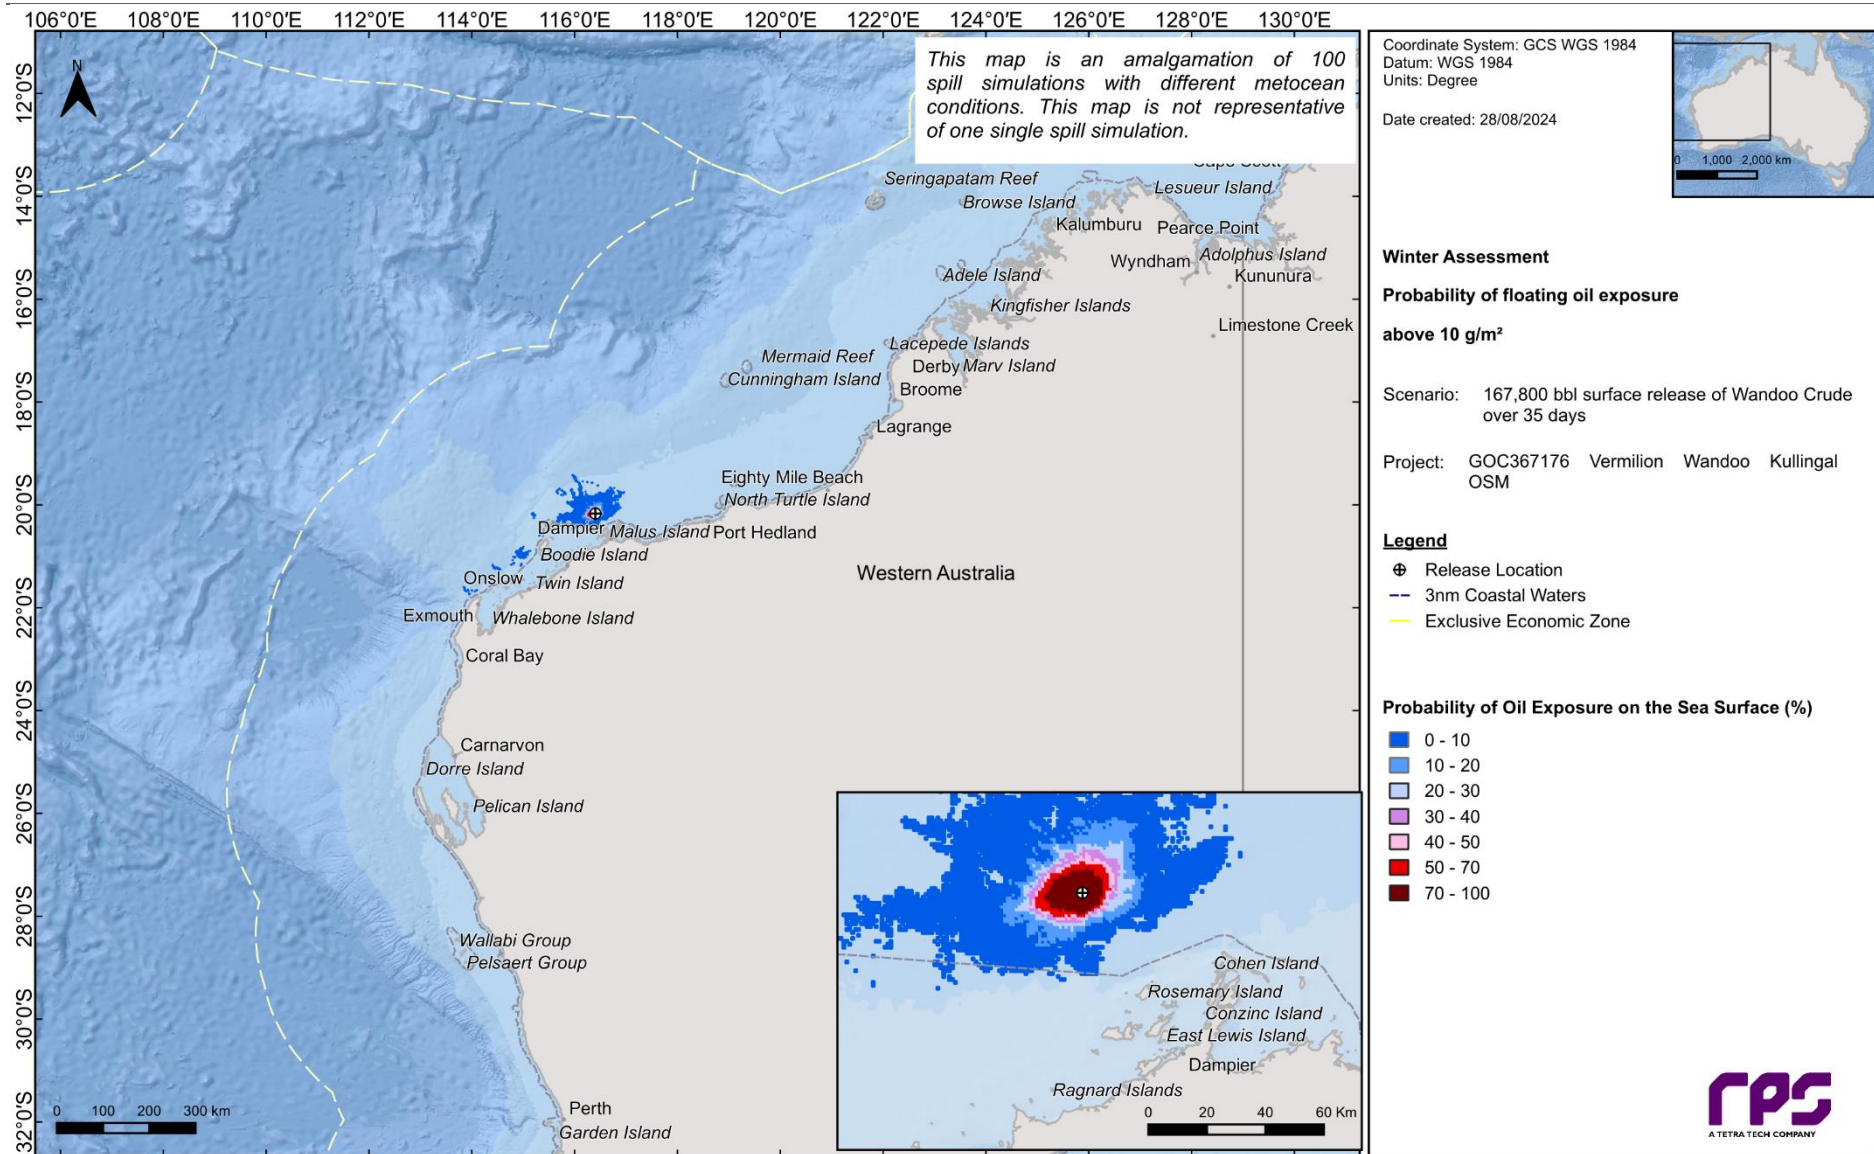 106°0'E 108°0'E 110°0'E 112°0'E 114°0'E 116°0'E 118°0'E 120°0'E 122°0'E 124°0'E 126°0'E 128°0'E 130°0'E
12°0'S
14°0'S
16°0'S
18°0'S
20°0'S
22°0'S
24°0'S
26°0'S
28°0'S
30°0'S
32°0'S
N
This map is an amalgamation of 100
spill simulations with different metocean
conditions. This map is not representative
of one single spill simulation.
Cape Scott
Seringapatam Reef
Lesueur Island
Browse Island
Kalumburu
Pearce Point
Wyndham
Adolphus Island
Kununura
Adele Island
Kingfisher Islands
Limestone Creek
Lacepede Islands
Mermaid Reef
Derby
Marv Island
Cunningham Island
Broome
Lagrange
Eighty Mile Beach
North Turtle Island
Dampier
Malus Island
Port Hedland
Boodie Island
Western Australia
Onslow
Twin Island
Exmouth
Whalebone Island
Coral Bay
Carnarvon
Dorre Island
Pelican Island
Wallabi Group
Pelsaert Group
Perth
Garden Island
0 100 200 300 km
Cohen Island
Rosemary Island
Conzinc Island
East Lewis Island
Dampier
Ragnard Islands
0 20 40 60 Km
Coordinate System: GCS WGS 1984
Datum: WGS 1984
Units: Degree
Date created: 28/08/2024
0 1,000 2,000 km
Winter Assessment
Probability of floating oil exposure
above 10 g/m²
Scenario: 167,800 bbl surface release of Wandoo Crude
over 35 days
Project: GOC367176 Vermilion Wandoo Kullingal
OSM
Legend
Release Location
3nm Coastal Waters
Exclusive Economic Zone
Probability of Oil Exposure on the Sea Surface (%)
0 - 10
10 - 20
20 - 30
30 - 40
40 - 50
50 - 70
70 - 100
rps
A TETRA TECH COMPANY